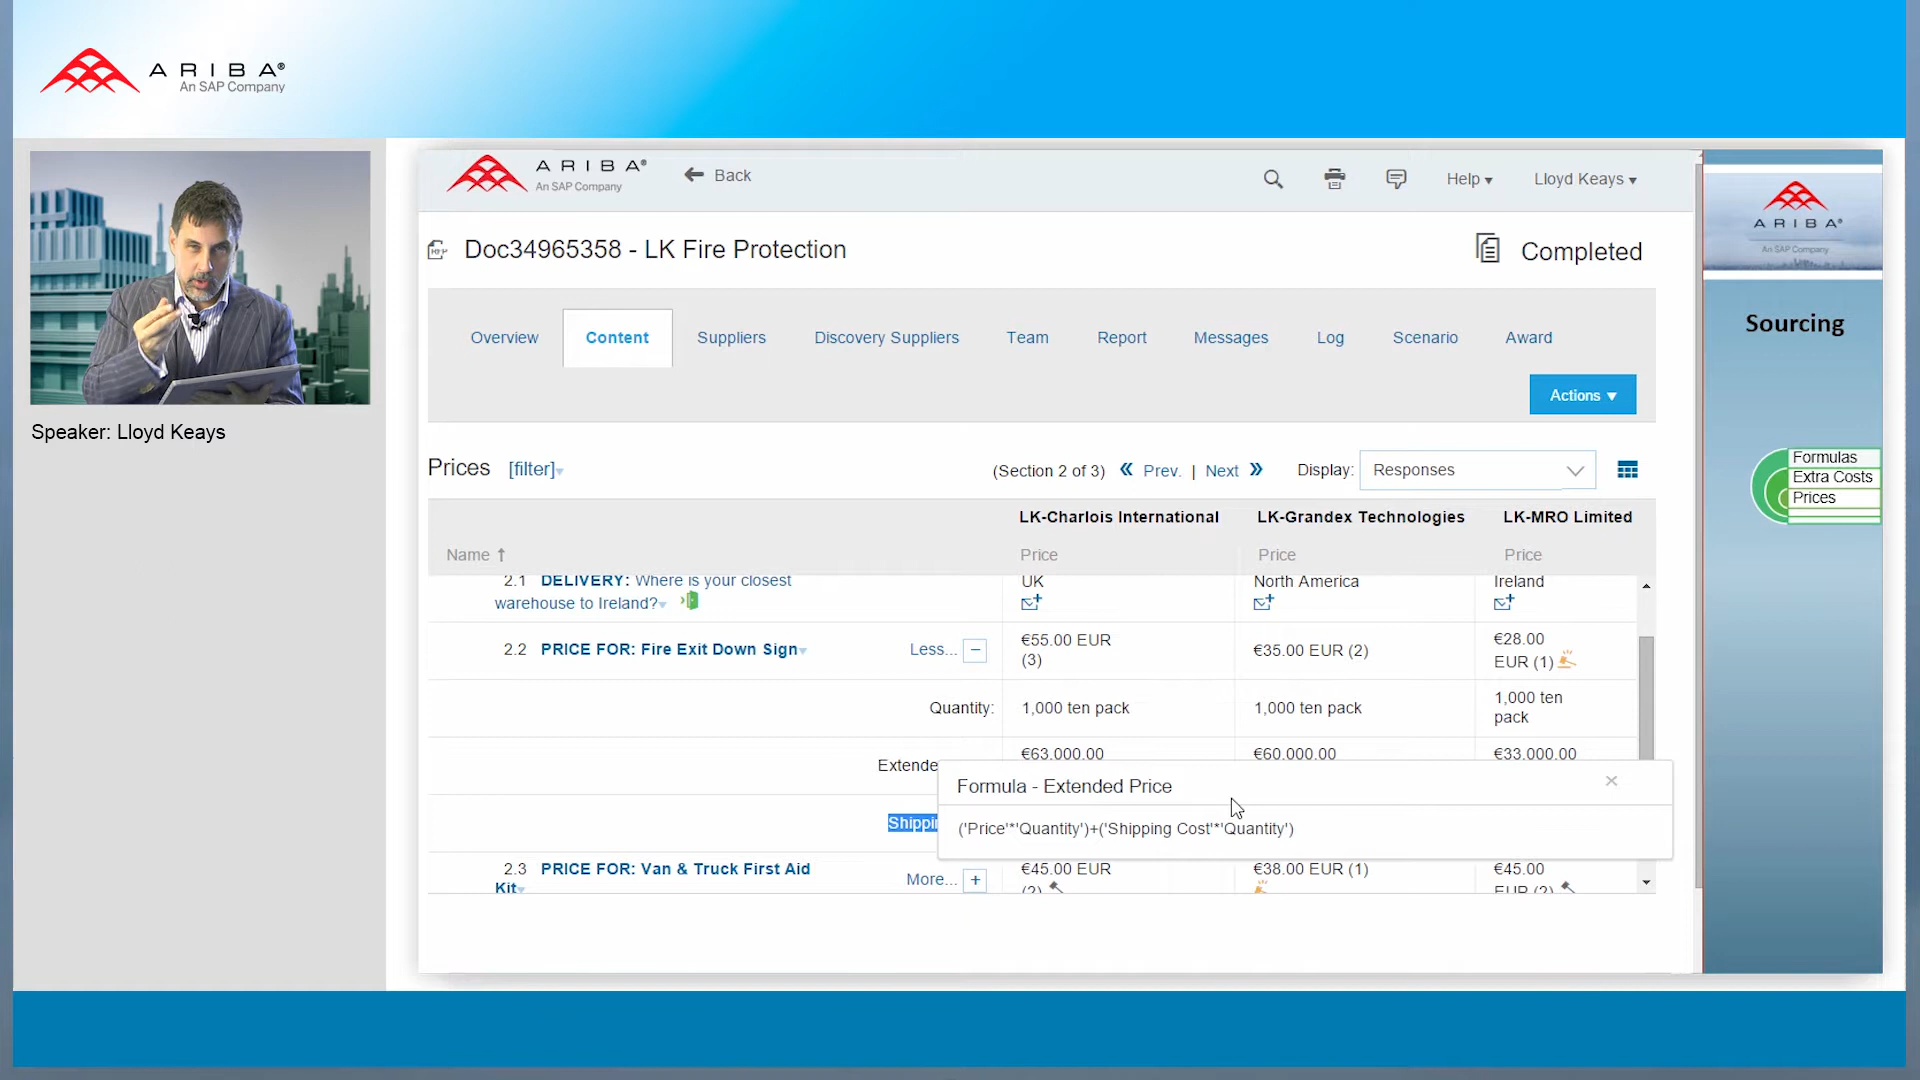 ARIBA®
An SAP Company
Speaker: Lloyd Keays
ARIBA®
An SAP Company
Back
Help
Lloyd Keays
Doc34965358 - LK Fire Protection
Completed
Overview
Content
Suppliers
Discovery Suppliers
Team
Report
Messages
Log
Scenario
Award
Actions
Prices [filter]
(Section 2 of 3) « Prev. | Next »
Display: Responses
LK-Charlois International
LK-Grandex Technologies
LK-MRO Limited
Name ↑
Price
Price
Price
2.1 DELIVERY: Where is your closest
warehouse to Ireland?
UK
North America
Ireland
2.2 PRICE FOR: Fire Exit Down Sign
Less... −
€55.00 EUR
(3)
€35.00 EUR (2)
€28.00
EUR (1)
Quantity:
1,000 ten pack
1,000 ten pack
1,000 ten
pack
Extende
€63,000.00
€60,000.00
€33,000.00
Shippin
Formula - Extended Price
×
('Price'*'Quantity')+('Shipping Cost'*'Quantity')
2.3 PRICE FOR: Van & Truck First Aid
Kit
More... +
€45.00 EUR
(2)
€38.00 EUR (1)
€45.00
EUR (2)
ARIBA®
An SAP Company
Sourcing
Formulas
Extra Costs
Prices